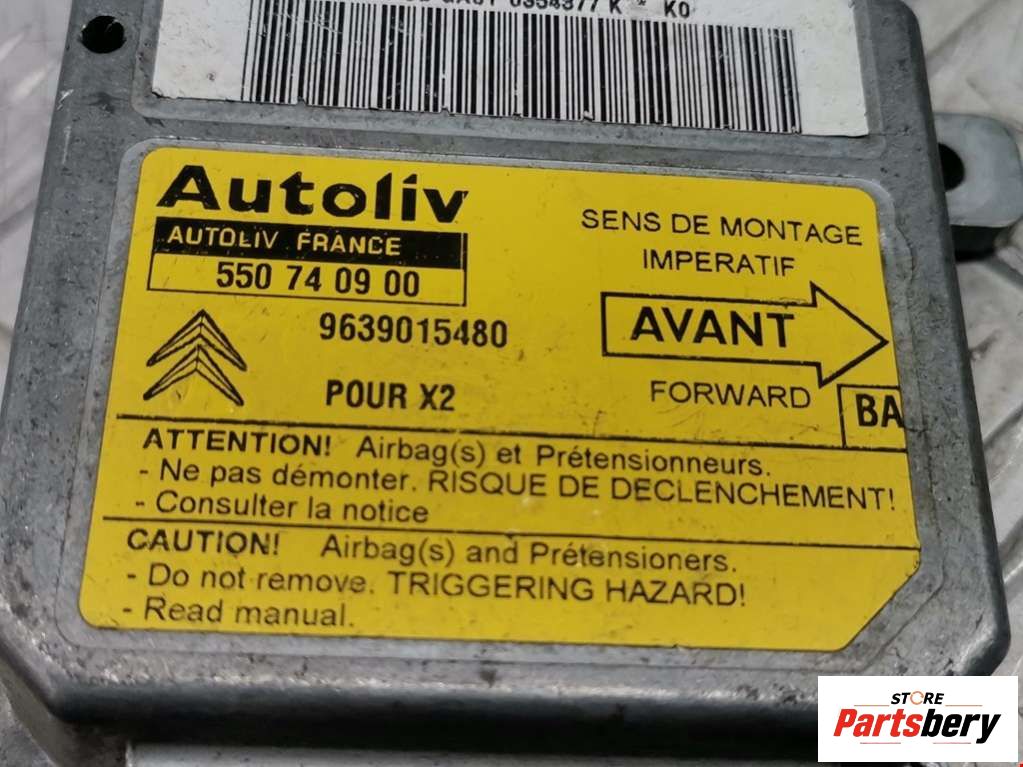 0354377 K * K0
Autoliv
AUTOLIV FRANCE
550 74 09 00
9639015480
POUR X2
SENS DE MONTAGE
IMPERATIF
AVANT
FORWARD
BA
ATTENTION! Airbag(s) et Prétensionneurs.
- Ne pas démonter. RISQUE DE DECLENCHEMENT!
- Consulter la notice
CAUTION! Airbag(s) and Prétensioners.
- Do not remove. TRIGGERING HAZARD!
- Read manual.
STORE
Partsbery